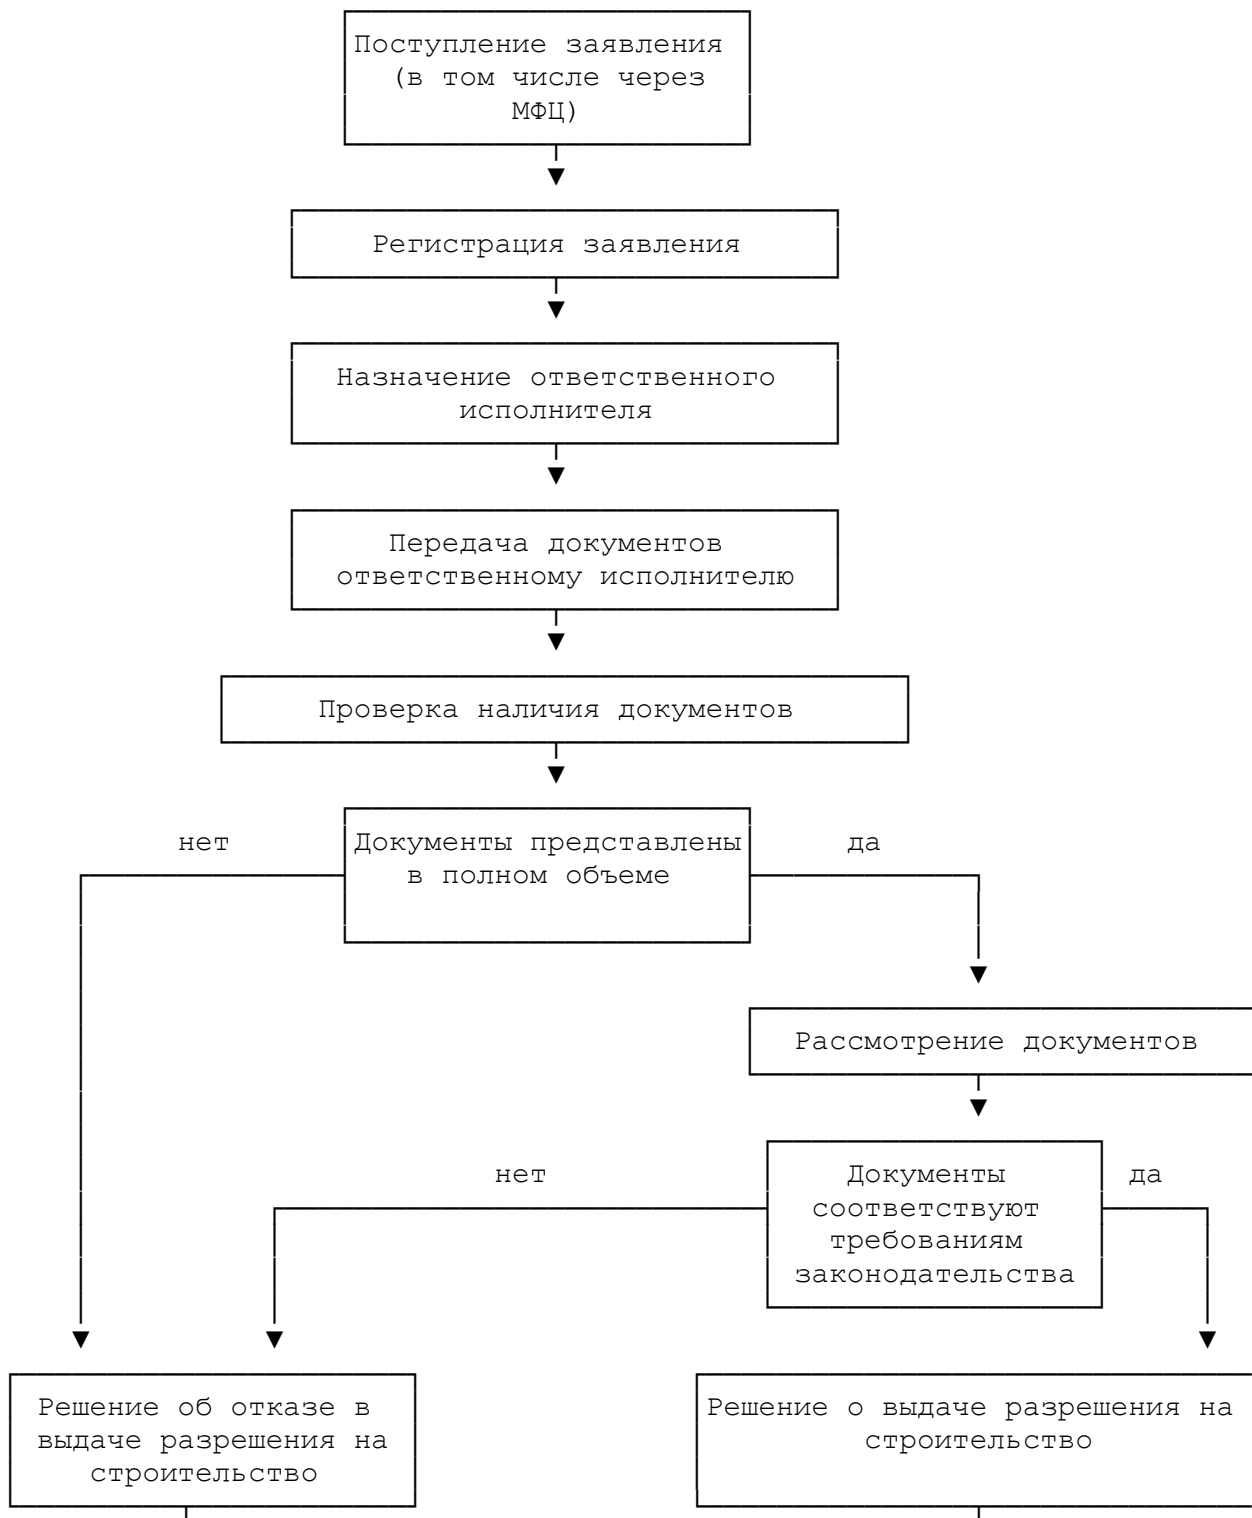 Поступление заявления
(в том числе через
МФЦ)
Регистрация заявления
Назначение ответственного
исполнителя
Передача документов
ответственному исполнителю
Проверка наличия документов
нет
Документы представлены
в полном объеме
да
Рассмотрение документов
нет
Документы
соответствуют
требованиям
законодательства
да
Решение об отказе в
выдаче разрешения на
строительство
Решение о выдаче разрешения на
строительство